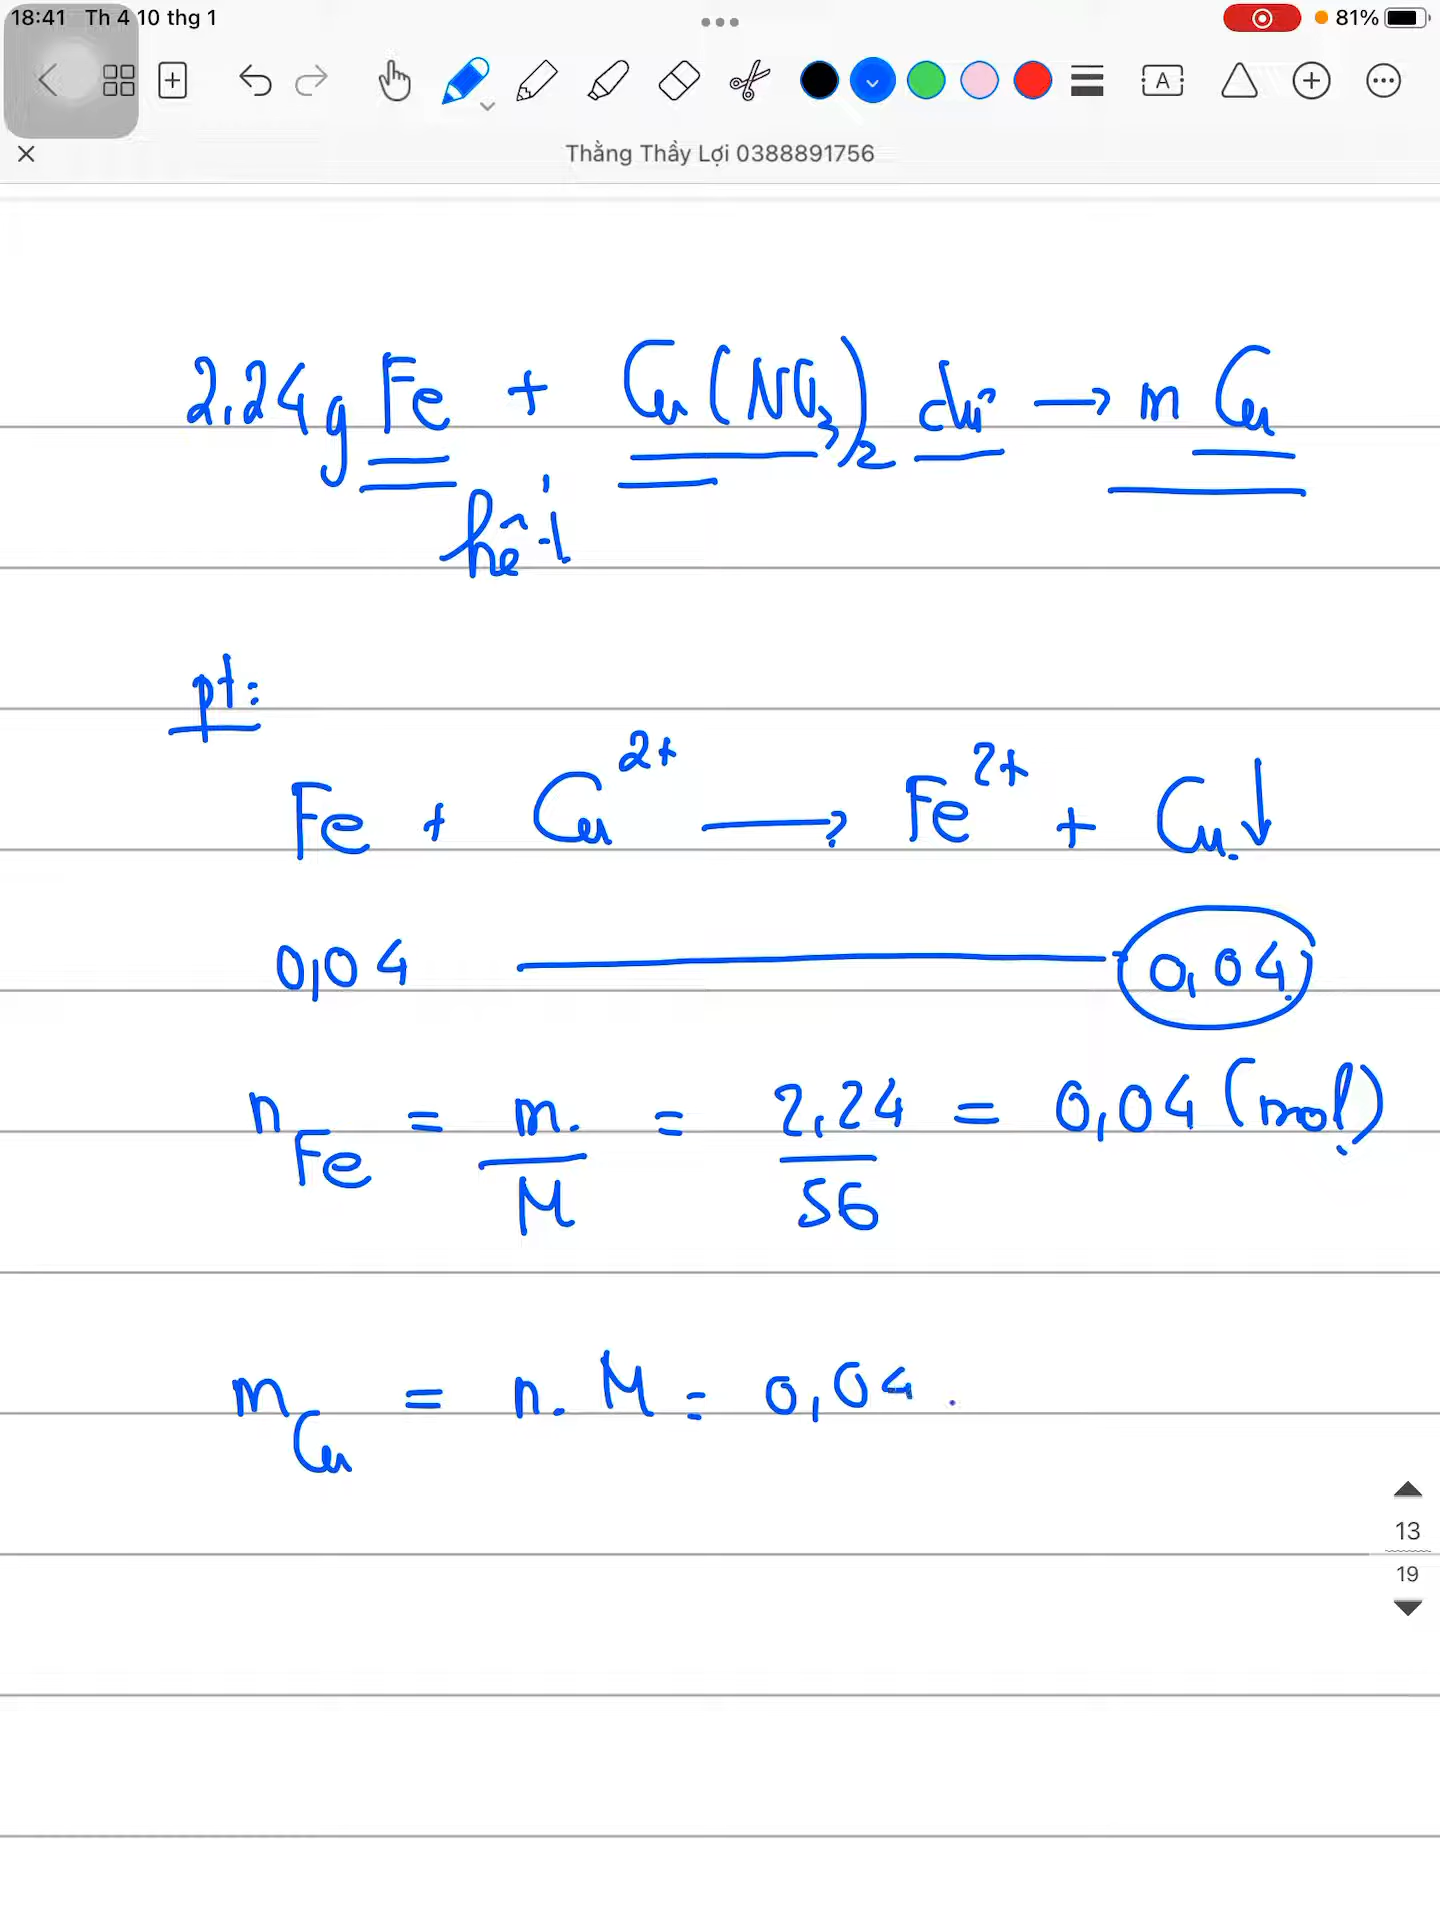 18:41 Th 4 10 thg 1 81%
A
Thằng Thầy Lợi 0388891756
2,24g Fe + Cu(NO3)2 dư → m Cu
hết
pt:
Fe + Cu²⁺ → Fe²⁺ + Cu↓
0,04 0,04
nFe = m/M = 2,24/56 = 0,04 (mol)
mCu = n. M = 0,04 .
13
19